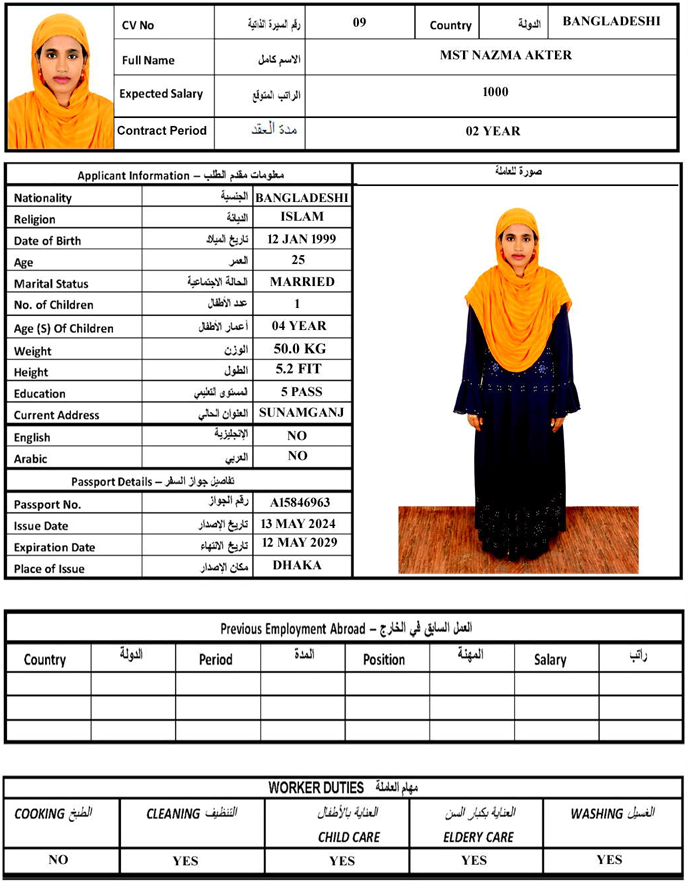 CV No رقم السيرة الذاتية 09 Country الدولة BANGLADESHI
Full Name الاسم كامل MST NAZMA AKTER
Expected Salary الراتب المتوقع 1000
Contract Period مدة العقد 02 YEAR
Applicant Information – معلومات مقدم الطلب
صورة للعاملة
Nationality الجنسية BANGLADESHI
Religion الديانة ISLAM
Date of Birth تاريخ الميلاد 12 JAN 1999
Age العمر 25
Marital Status الحالة الاجتماعية MARRIED
No. of Children عدد الأطفال 1
Age (S) Of Children أعمار الأطفال 04 YEAR
Weight الوزن 50.0 KG
Height الطول 5.2 FIT
Education المستوى التعليمي 5 PASS
Current Address العنوان الحالي SUNAMGANJ
English الإنجليزية NO
Arabic العربي NO
Passport Details – تفاصيل جواز السفر
Passport No. رقم الجواز A15846963
Issue Date تاريخ الإصدار 13 MAY 2024
Expiration Date تاريخ الانتهاء 12 MAY 2029
Place of Issue مكان الإصدار DHAKA
Previous Employment Abroad – العمل السابق في الخارج
Country الدولة Period المدة Position المهنة Salary راتب
WORKER DUTIES مهام العاملة
COOKING الطبخ CLEANING التنظيف العناية بالأطفال CHILD CARE العناية بكبار السن ELDERY CARE WASHING الغسيل
NO YES YES YES YES